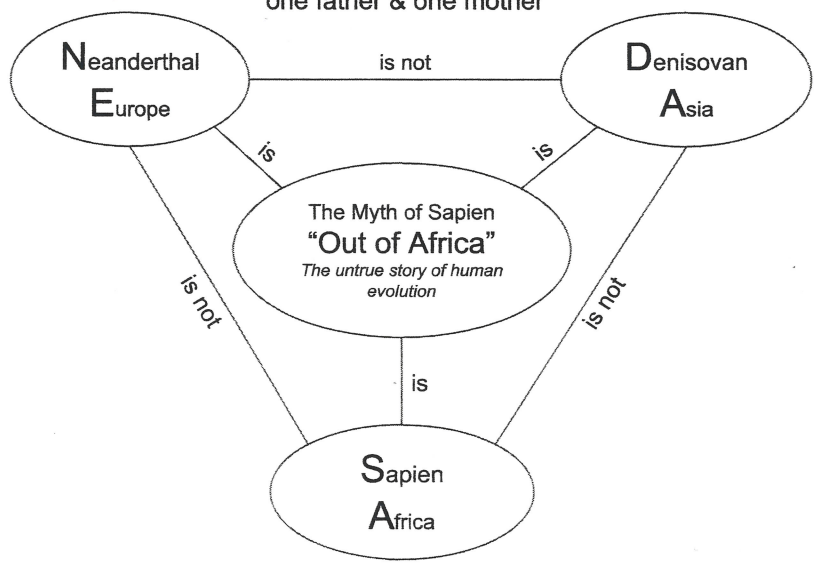 one father & one mother
Neanderthal
Europe
is not
Denisovan
Asia
is
is
The Myth of Sapien
“Out of Africa”
The untrue story of human
evolution
is not
is not
is
Sapien
Africa